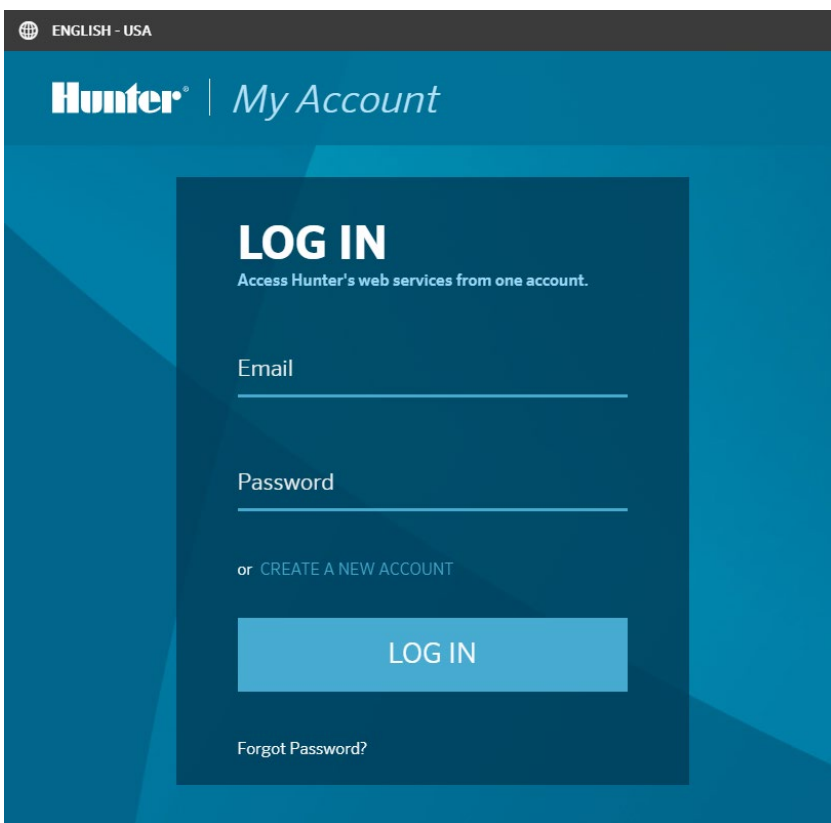 ENGLISH - USA
Hunter® | My Account
LOG IN
Access Hunter's web services from one account.
Email
Password
or CREATE A NEW ACCOUNT
LOG IN
Forgot Password?